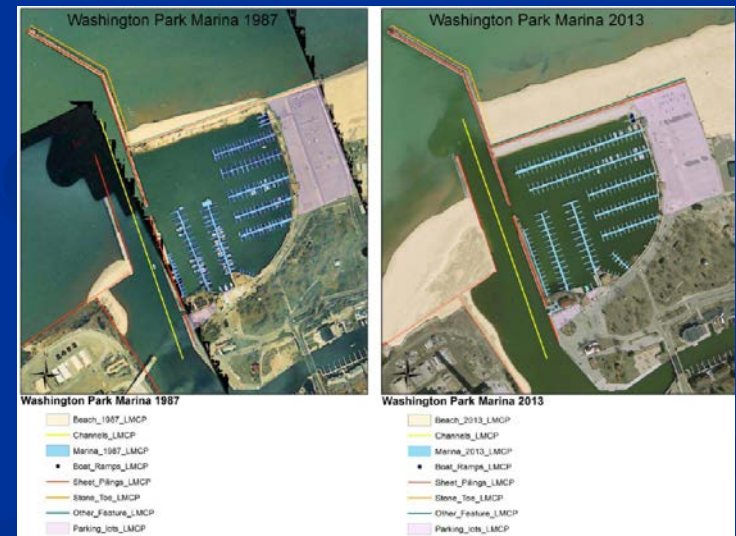 Washington Park Marina 1987
Washington Park Marina 2013
Washington Park Marina 1987
Beach_1987_LMCP
Channels_LMCP
Marina_1987_LMCP
Boat_Ramps_LMCP
Sheet_Pilings_LMCP
Stone_Toe_LMCP
Other_Feature_LMCP
Parking_lots_LMCP
Washington Park Marina 2013
Beach_2013_LMCP
Channels_LMCP
Marina_2013_LMCP
Boat_Ramps_LMCP
Sheet_Pilings_LMCP
Stone_Toe_LMCP
Other_Feature_LMCP
Parking_lots_LMCP